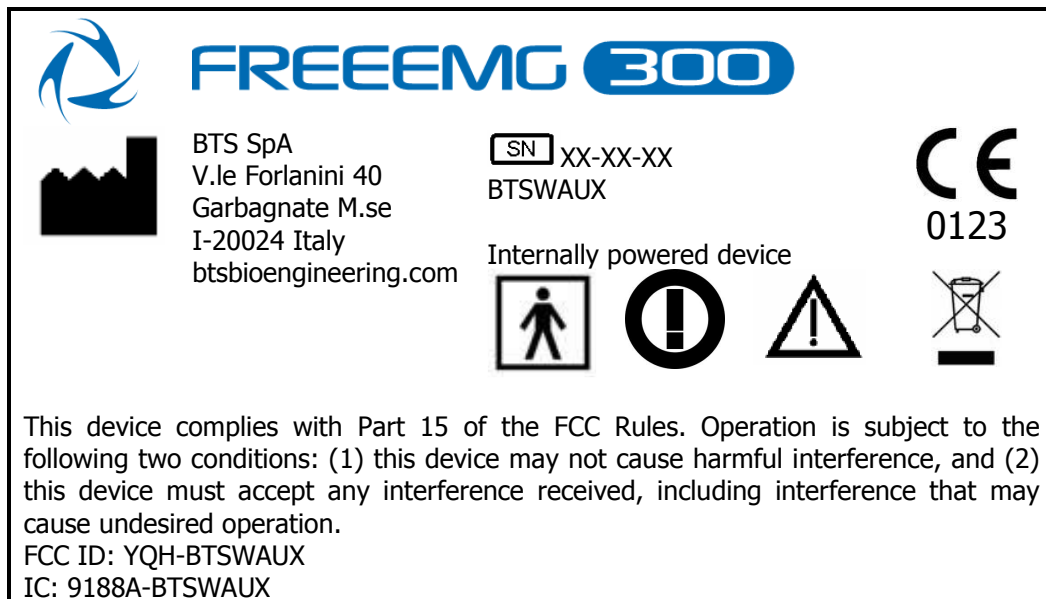 FREEEMG 300
BTS SpA
V.le Forlanini 40
Garbagnate M.se
I-20024 Italy
btsbioengineering.com
SN XX-XX-XX
BTSWAUX
Internally powered device
CE
0123
This device complies with Part 15 of the FCC Rules. Operation is subject to the
following two conditions: (1) this device may not cause harmful interference, and (2)
this device must accept any interference received, including interference that may
cause undesired operation.
FCC ID: YQH-BTSWAUX
IC: 9188A-BTSWAUX